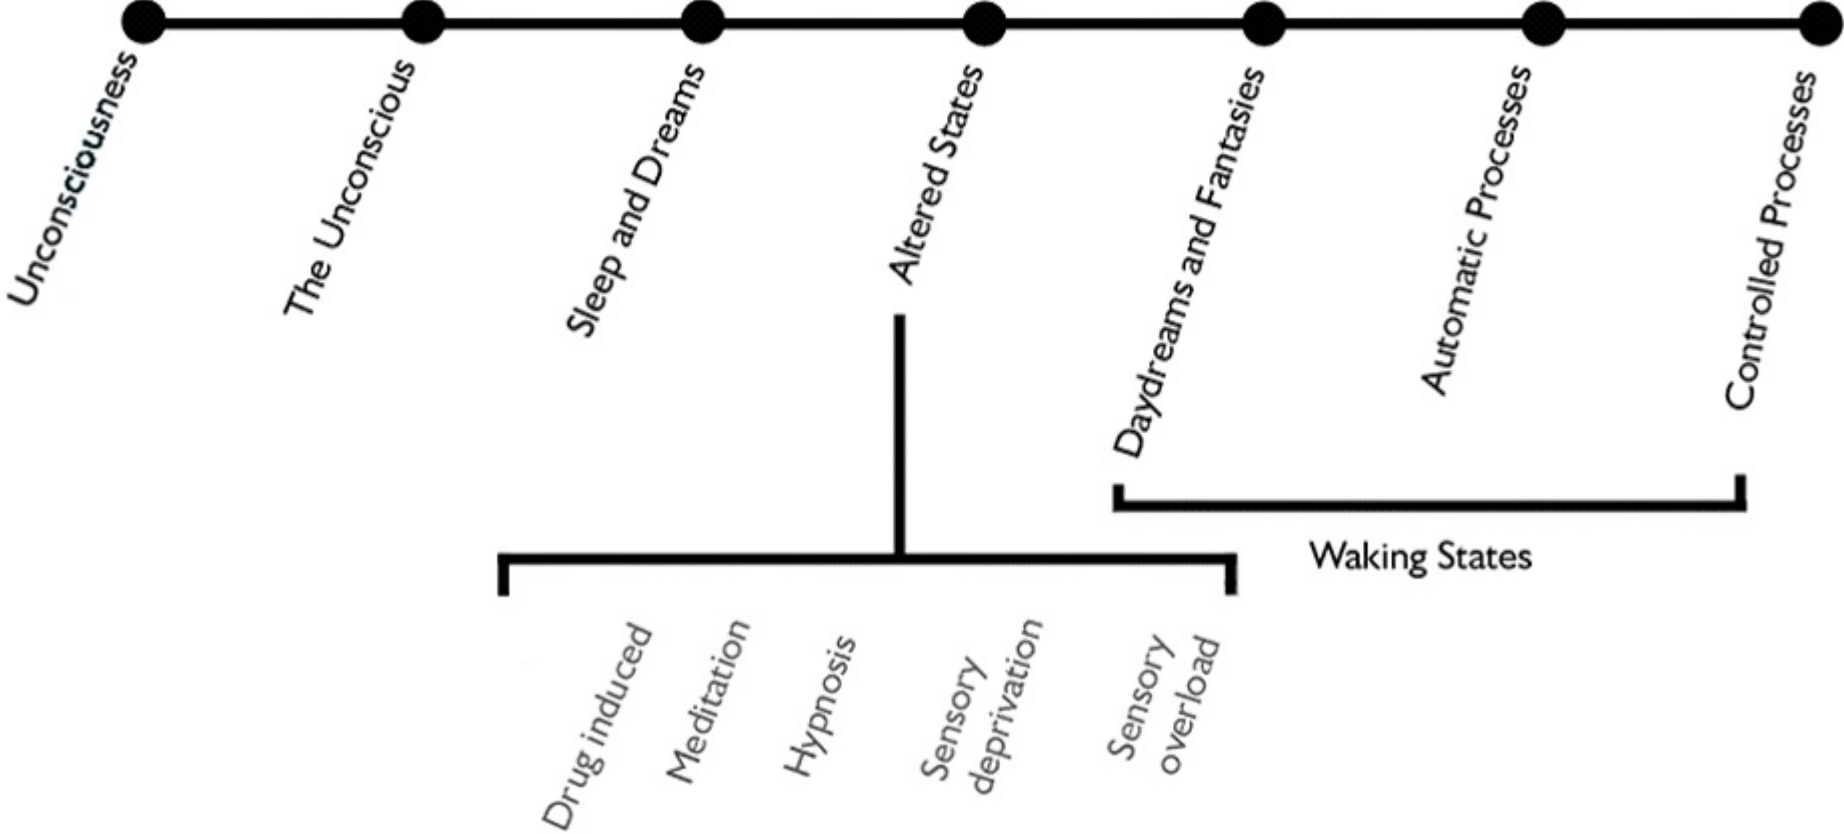 Unconsciousness
The Unconscious
Sleep and Dreams
Altered States
Daydreams and Fantasies
Automatic Processes
Controlled Processes
Waking States
Drug induced
Meditation
Hypnosis
Sensory
deprivation
Sensory
overload